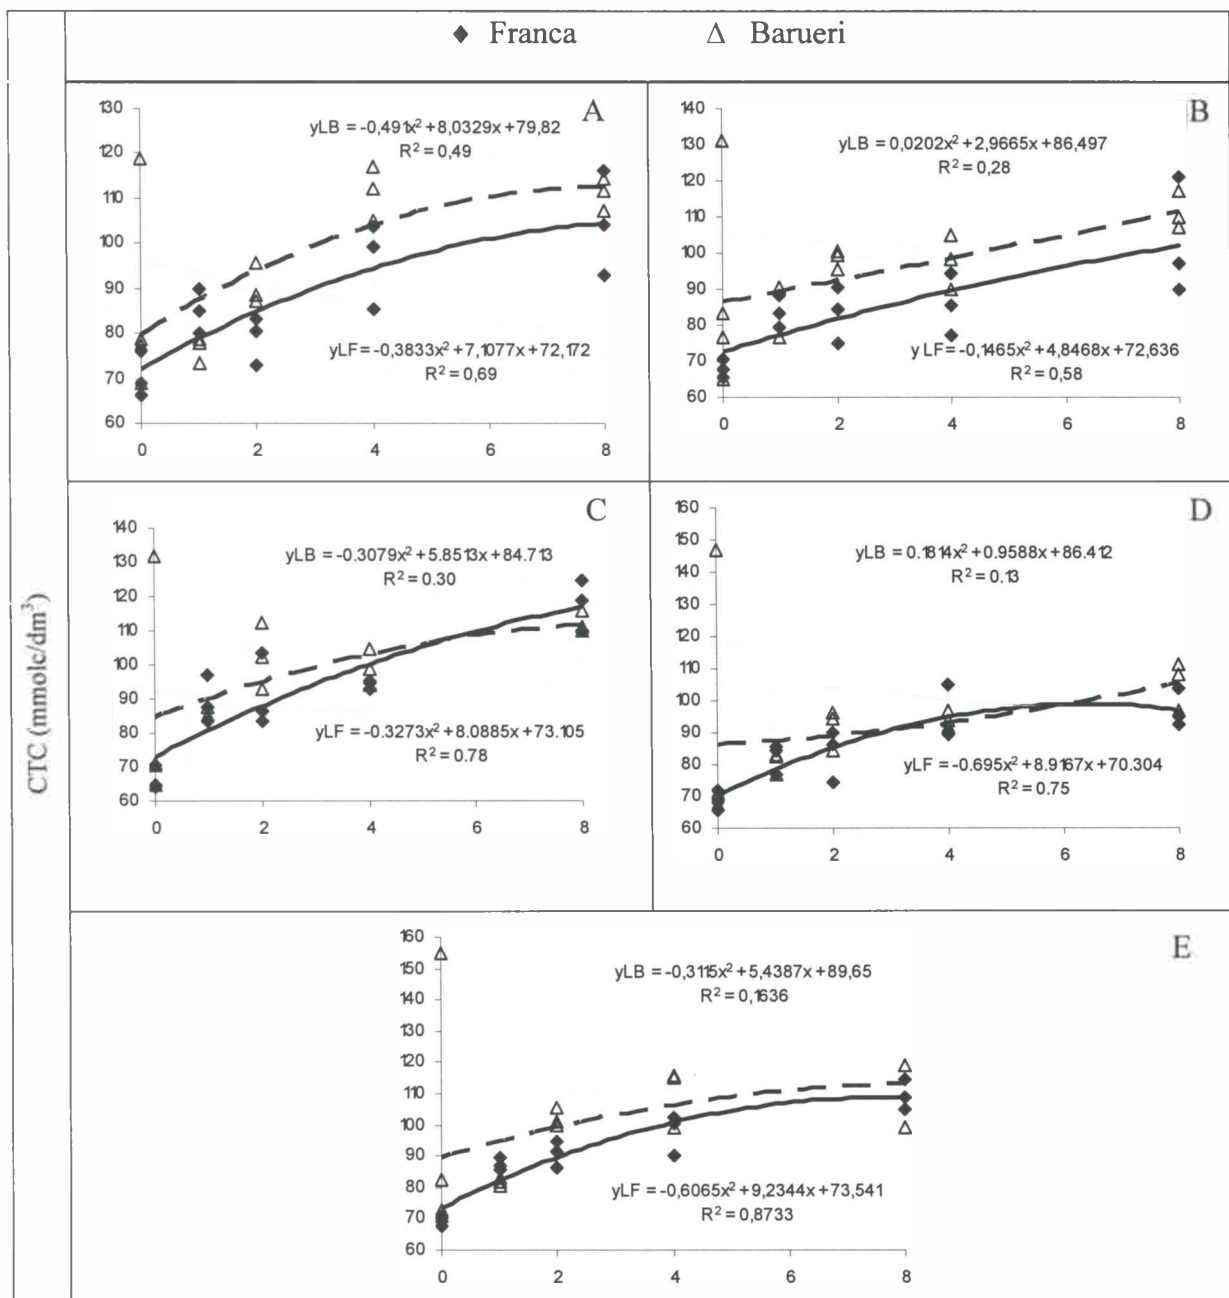 ◆ Franca Δ Barueri
CTC (mmolc/dm³)
A
130
120
110
100
90
80
70
60
yLB = -0,491x² + 8,0329x + 79,82
R² = 0,49
yLF = -0,3833x² + 7,1077x + 72,172
R² = 0,69
0 2 4 6 8
B
140
130
120
110
100
90
80
70
60
yLB = 0,0202x² + 2,9665x + 86,497
R² = 0,28
yLF = -0,1465x² + 4,8468x + 72,636
R² = 0,58
0 2 4 6 8
C
140
130
120
110
100
90
80
70
60
yLB = -0.3079x² + 5.8513x + 84.713
R² = 0.30
yLF = -0.3273x² + 8.0885x + 73.105
R² = 0.78
0 2 4 6 8
D
160
150
140
130
120
110
100
90
80
70
60
yLB = 0.1814x² + 0.9588x + 86.412
R² = 0.13
yLF = -0.695x² + 8.9167x + 70.304
R² = 0.75
0 2 4 6 8
E
160
150
140
130
120
110
100
90
80
70
60
yLB = -0,3115x² + 5,4387x + 89,65
R² = 0,1636
yLF = -0,6065x² + 9,2344x + 73,541
R² = 0,8733
0 2 4 6 8